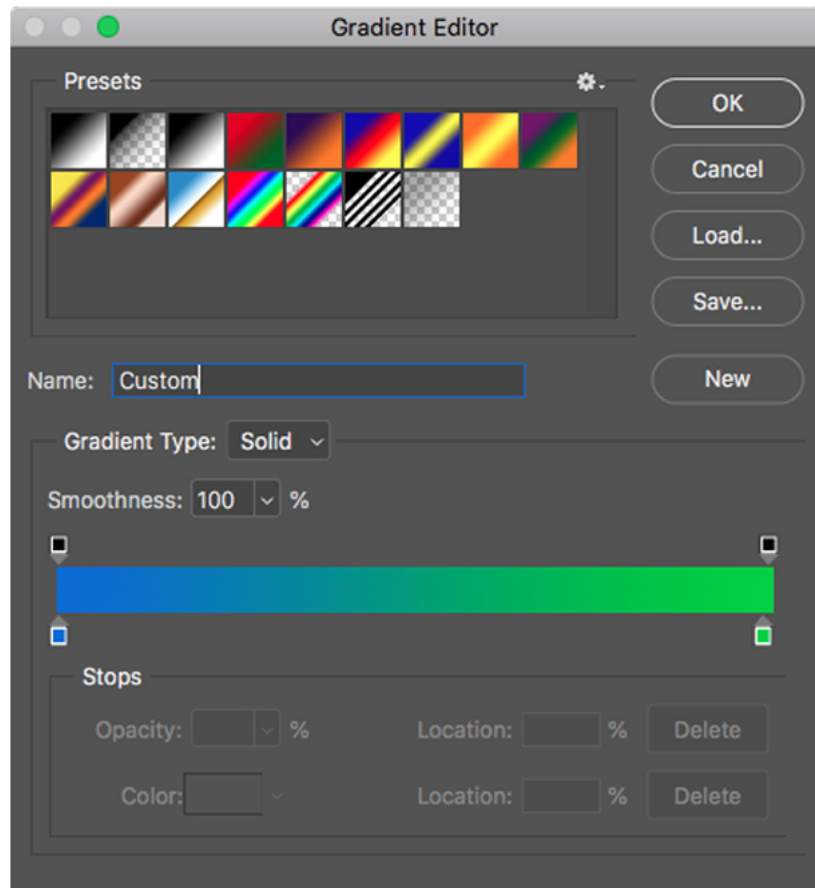 Gradient Editor
Presets
OK
Cancel
Load...
Save...
Name: Custom
New
Gradient Type: Solid
Smoothness: 100 %
Stops
Opacity: % Location: % Delete
Color: Location: % Delete